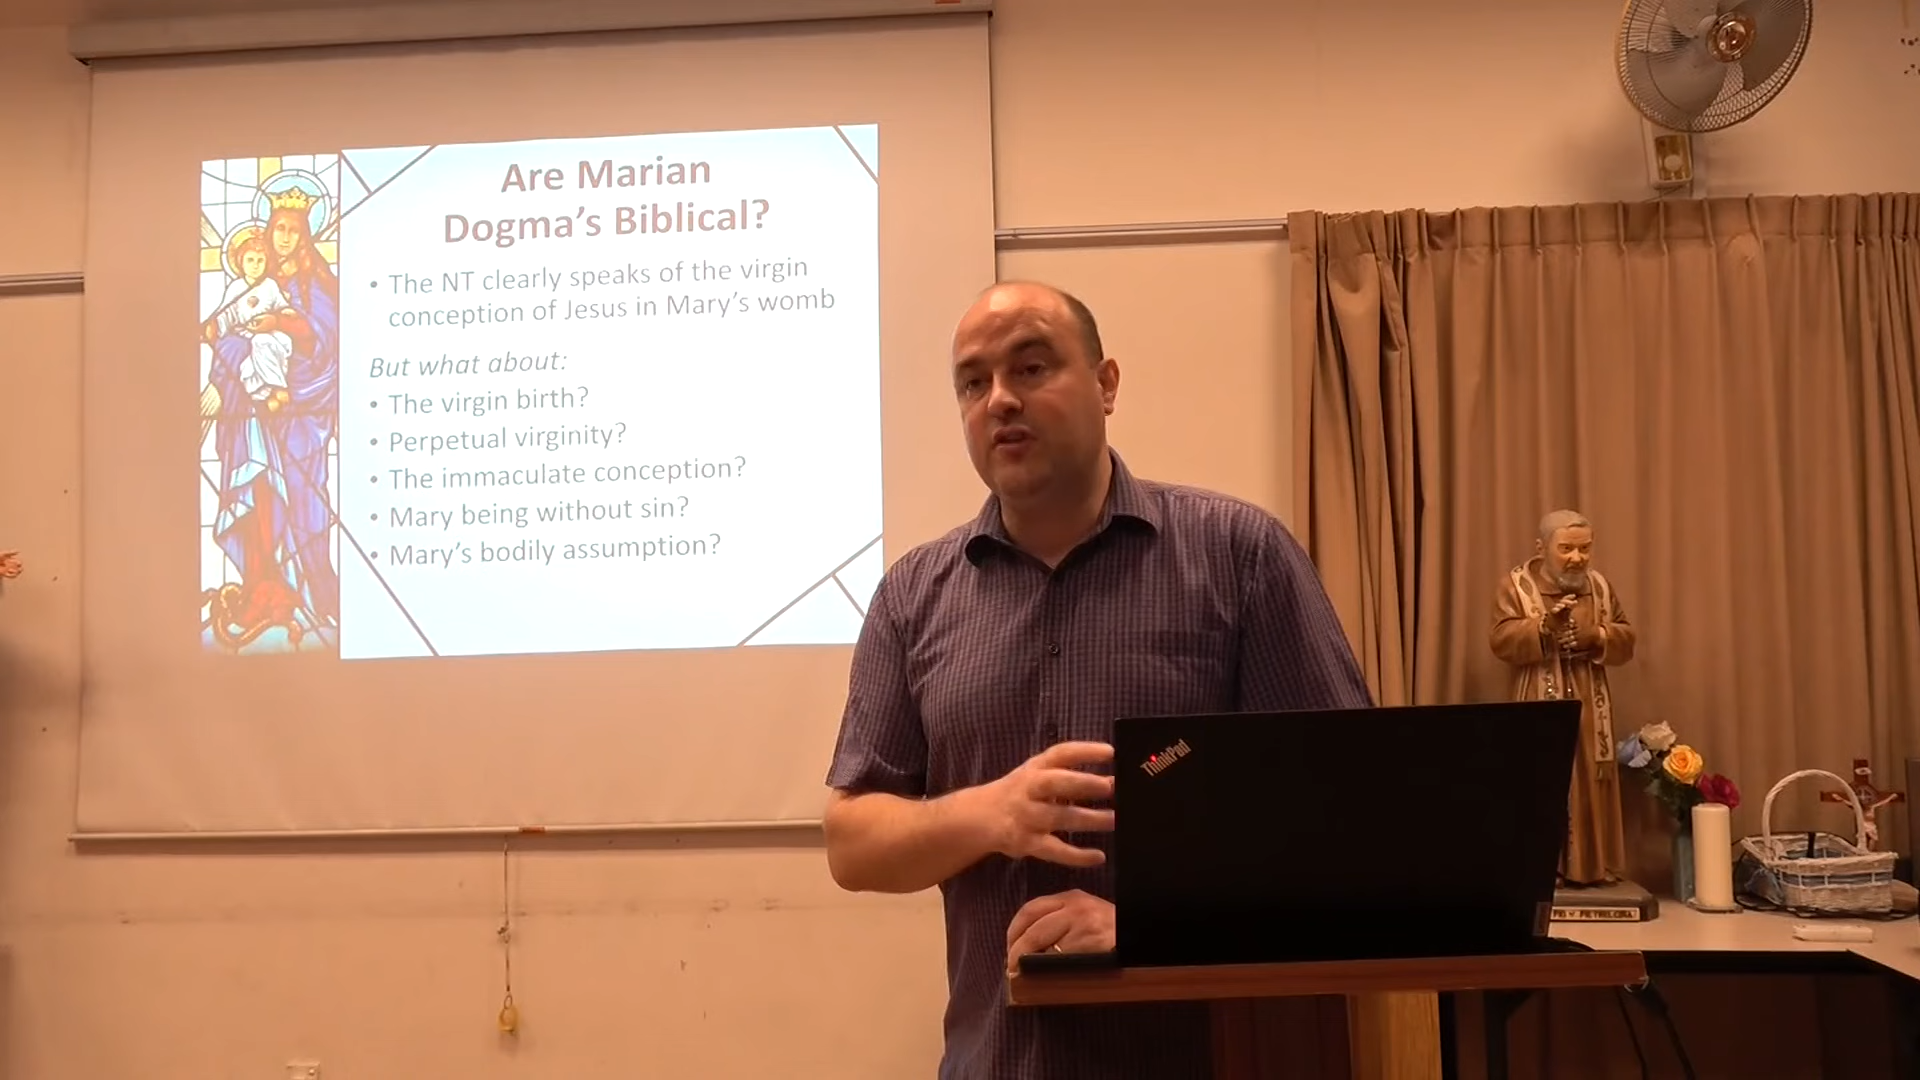 Are Marian
Dogma's Biblical?
• The NT clearly speaks of the virgin
conception of Jesus in Mary's womb
But what about:
• The virgin birth?
• Perpetual virginity?
• The immaculate conception?
• Mary being without sin?
• Mary's bodily assumption?
ThinkPad